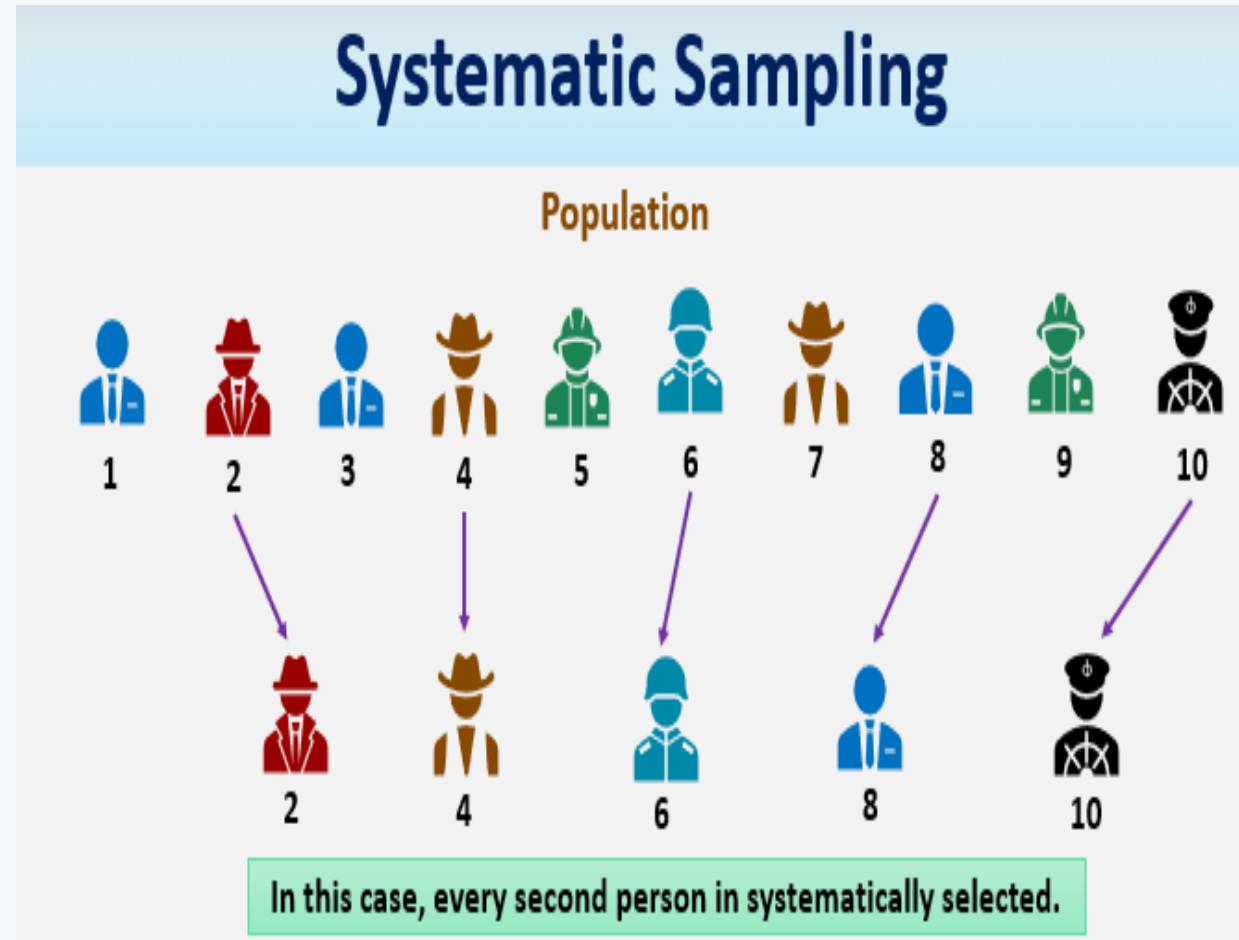 Systematic Sampling
Population
1 2 3 4 5 6 7 8 9 10
2 4 6 8 10
In this case, every second person in systematically selected.